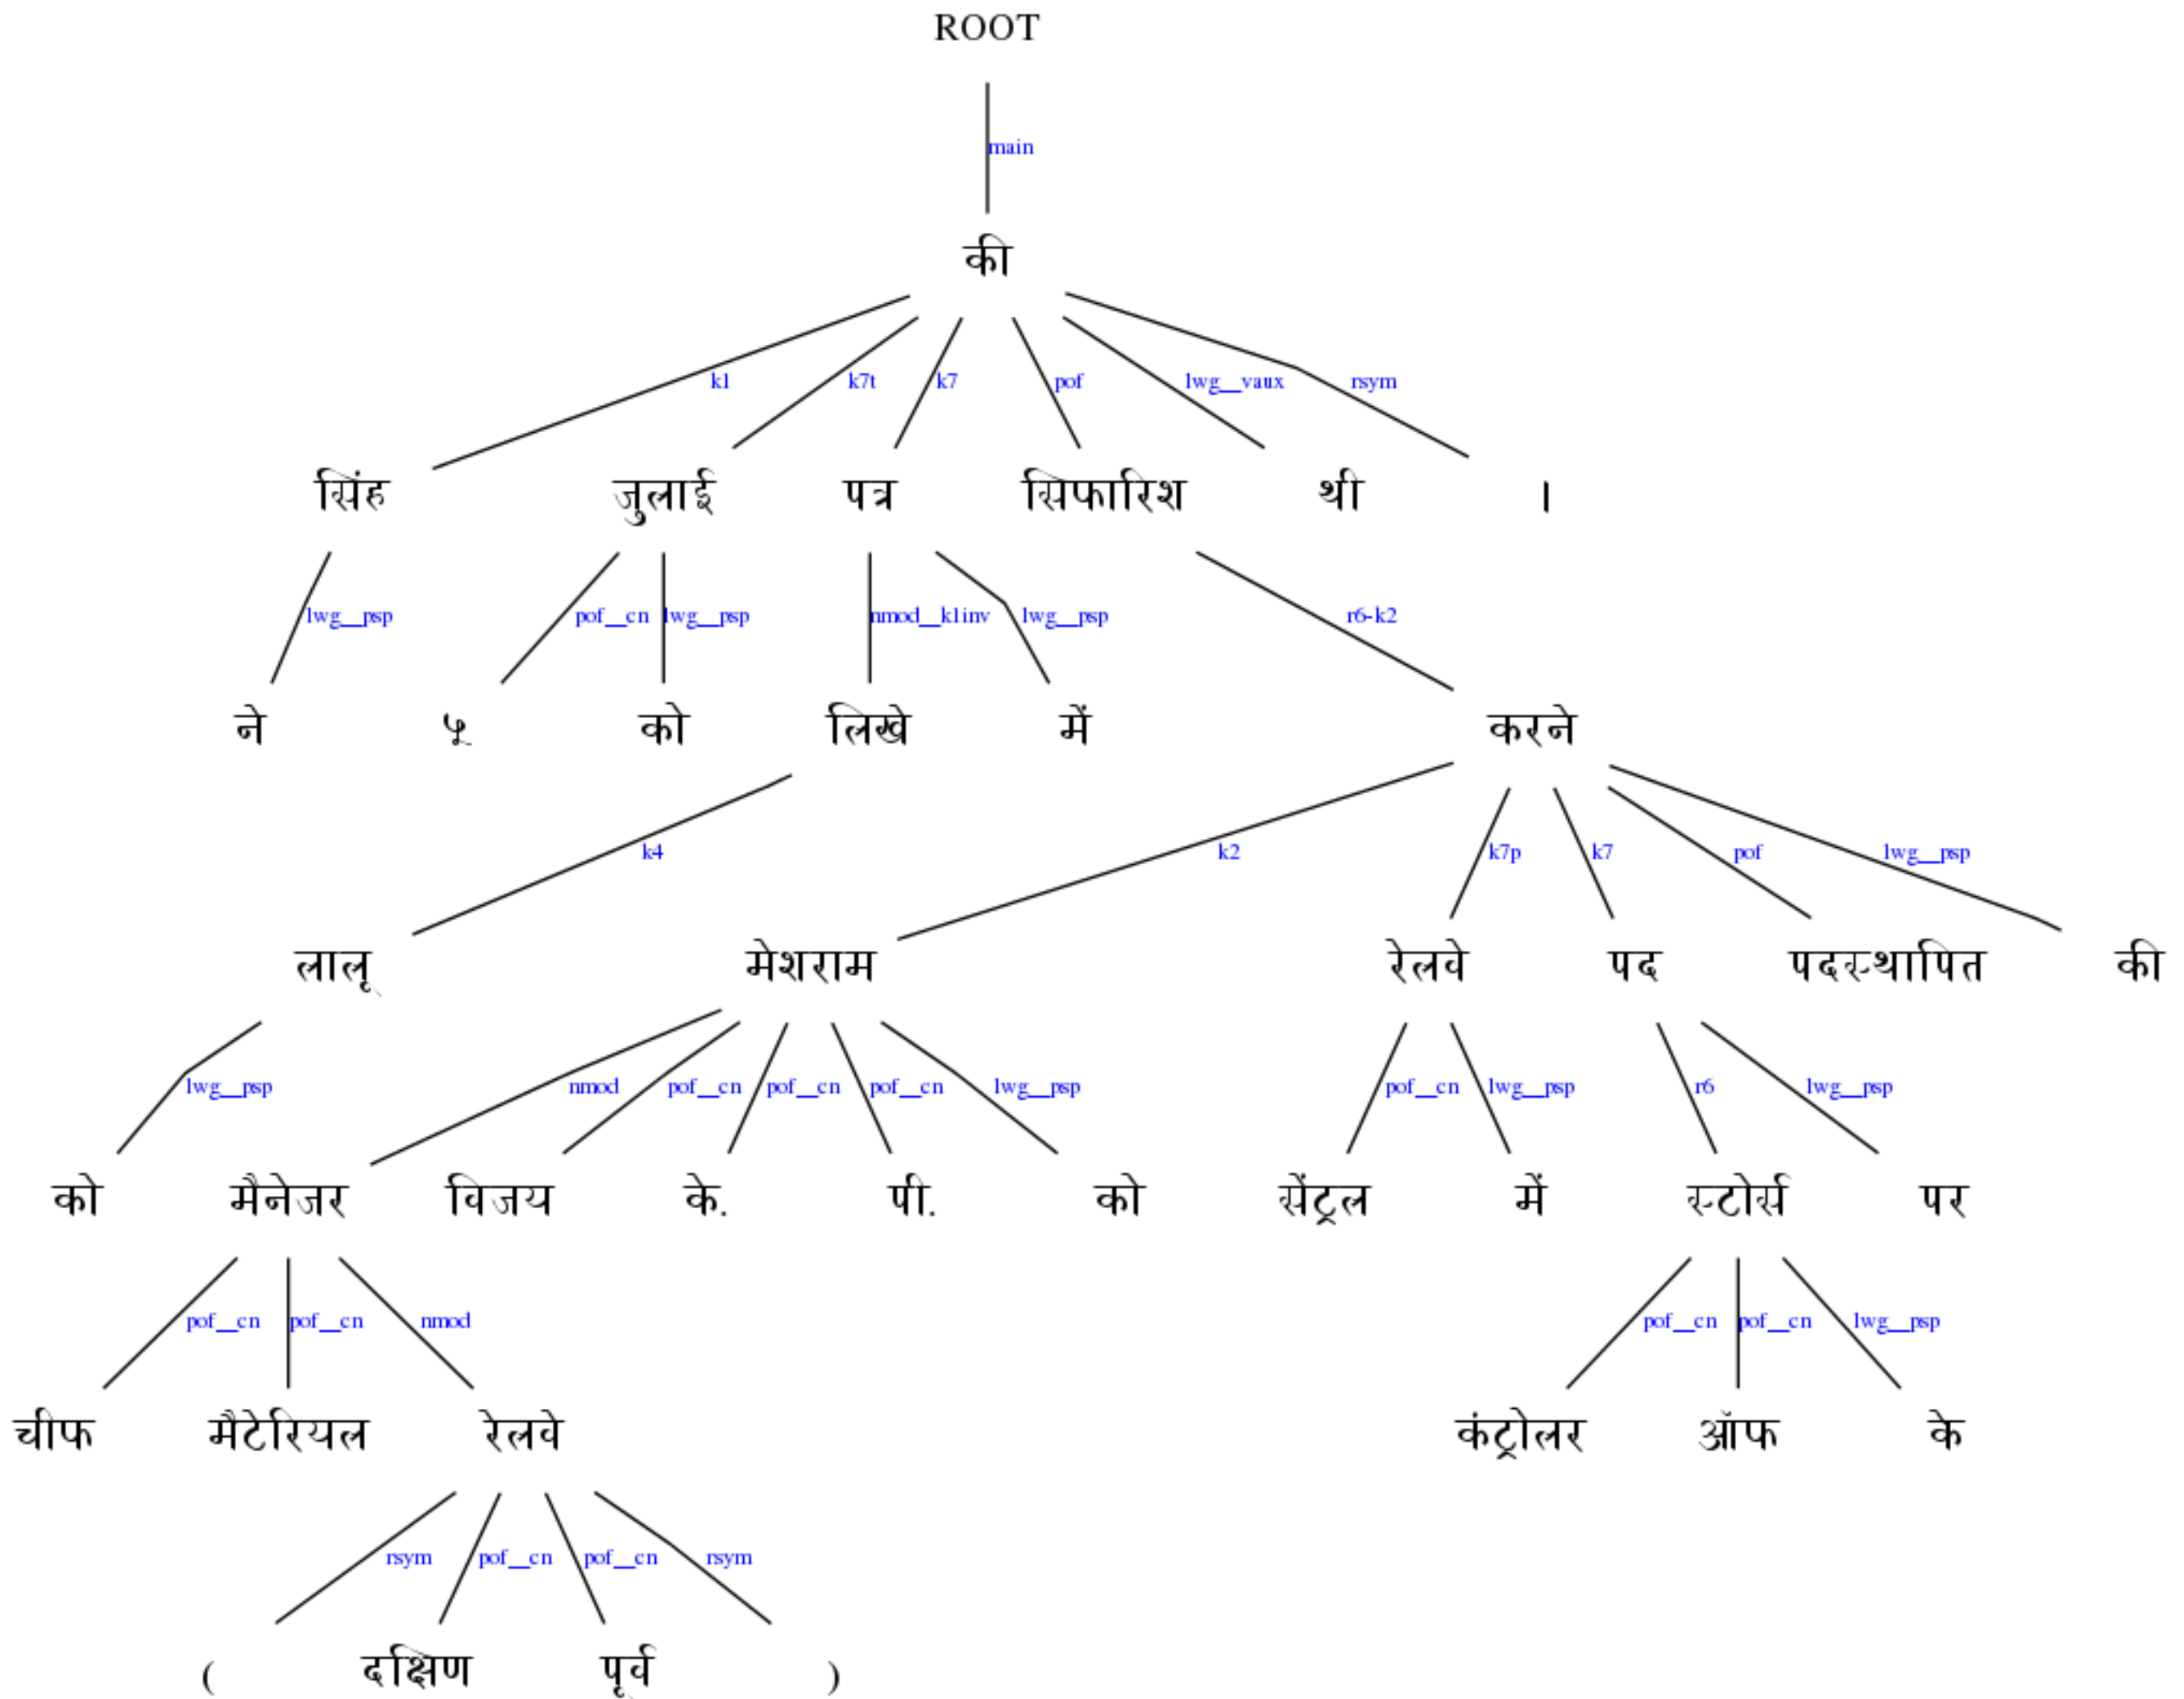 ROOT
main
की
k1 k7t k7 pof lwg__vaux rsym
सिंह जुलाई पत्र सिफारिश थी ।
lwg__psp pof__cn lwg__psp nmod__k1inv lwg__psp r6-k2
ने ५ को लिखे में करने
k4 k2 k7p k7 pof lwg__psp
लालू मेशराम रेलवे पद पदस्थापित की
lwg__psp nmod pof__cn pof__cn pof__cn lwg__psp pof__cn lwg__psp r6 lwg__psp
को मैनेजर विजय के. पी. को सेंट्रल में स्टोर्स पर
pof__cn pof__cn nmod pof__cn pof__cn lwg__psp
चीफ मैटेरियल रेलवे कंट्रोलर ऑफ के
rsym pof__cn pof__cn rsym
( दक्षिण पूर्व )